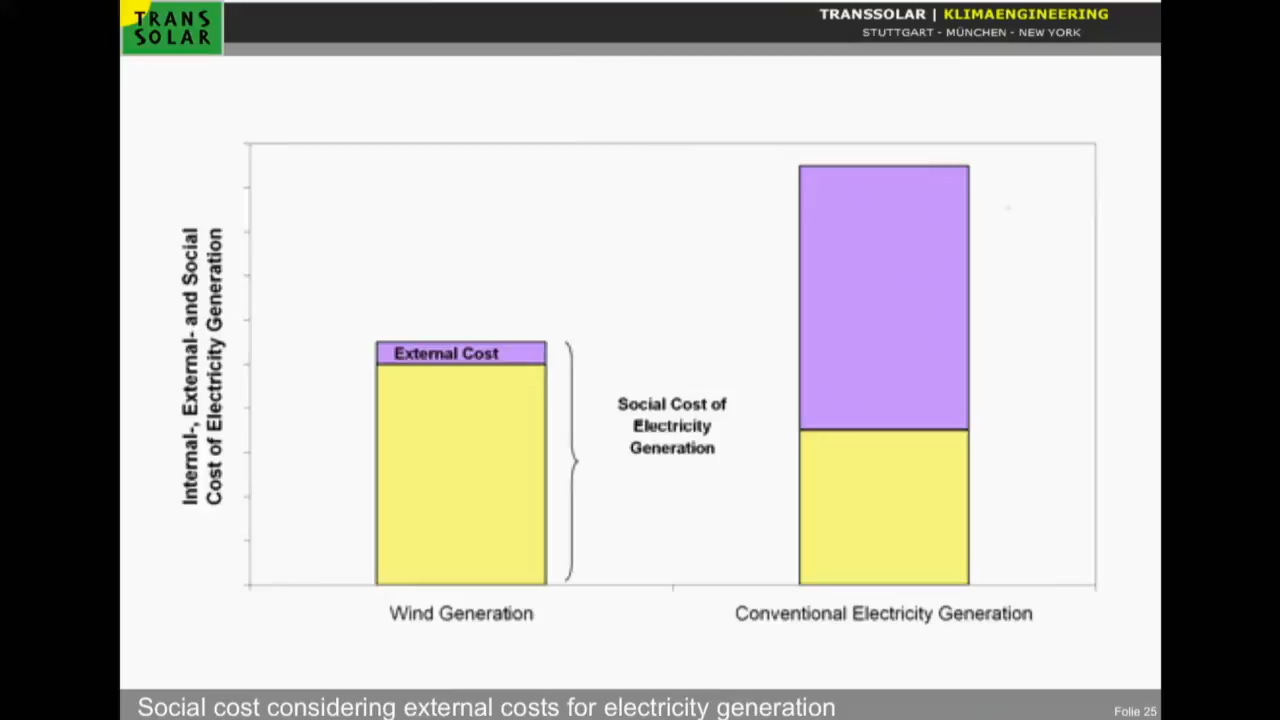 TRANS
SOLAR
TRANSSOLAR | KLIMAENGINEERING
STUTTGART - MÜNCHEN - NEW YORK
Internal-, External- and Social
Cost of Electricity Generation
External Cost
Social Cost of
Electricity
Generation
Wind Generation
Conventional Electricity Generation
Social cost considering external costs for electricity generation
Folie 25